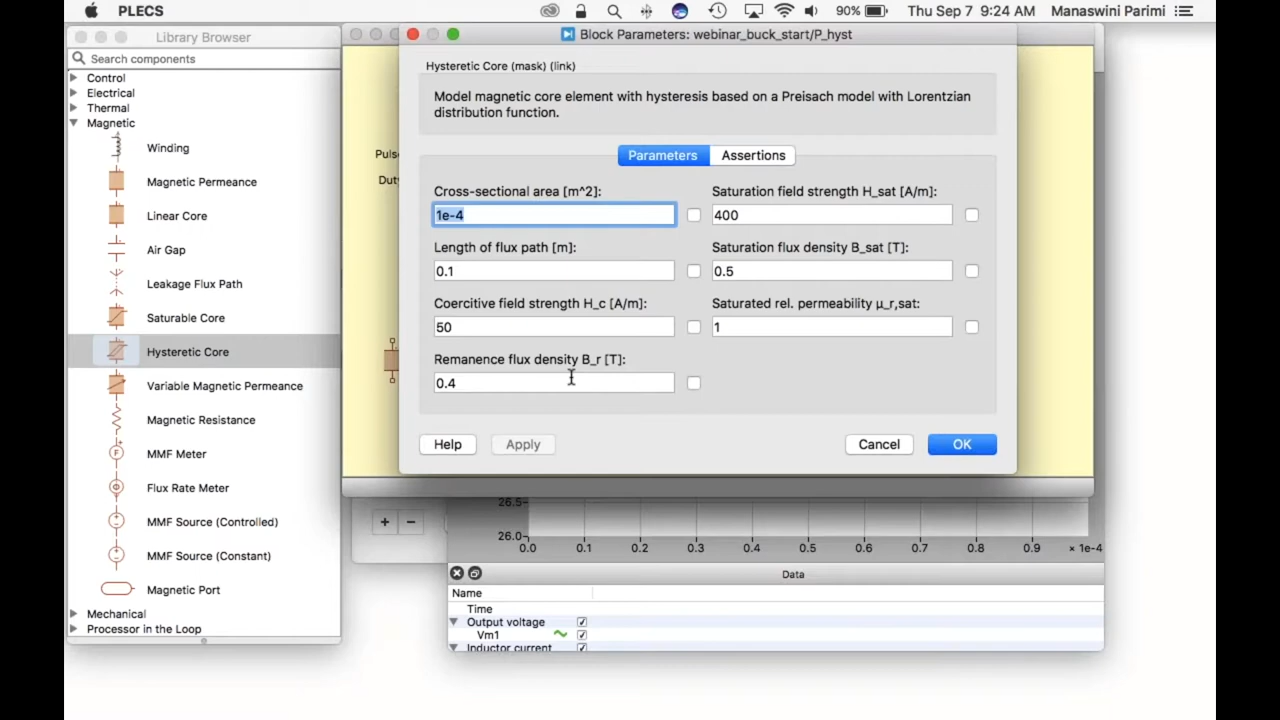 PLECS
90%
Thu Sep 7 9:24 AM
Manaswini Parimi
Library Browser
Search components
Control
Electrical
Thermal
Magnetic
Winding
Magnetic Permeance
Linear Core
Air Gap
Leakage Flux Path
Saturable Core
Hysteretic Core
Variable Magnetic Permeance
Magnetic Resistance
MMF Meter
Flux Rate Meter
MMF Source (Controlled)
MMF Source (Constant)
Magnetic Port
Mechanical
Processor in the Loop
Block Parameters: webinar_buck_start/P_hyst
Hysteretic Core (mask) (link)
Model magnetic core element with hysteresis based on a Preisach model with Lorentzian
distribution function.
Parameters
Assertions
Cross-sectional area [m^2]:
1e-4
Saturation field strength H_sat [A/m]:
400
Length of flux path [m]:
0.1
Saturation flux density B_sat [T]:
0.5
Coercitive field strength H_c [A/m]:
50
Saturated rel. permeability μ_r,sat:
1
Remanence flux density B_r [T]:
0.4
Help
Apply
Cancel
OK
26.5
26.0
0.0 0.1 0.2 0.3 0.4 0.5 0.6 0.7 0.8 0.9 × 1e-4
Data
Name
Time
Output voltage
Vm1
Inductor current